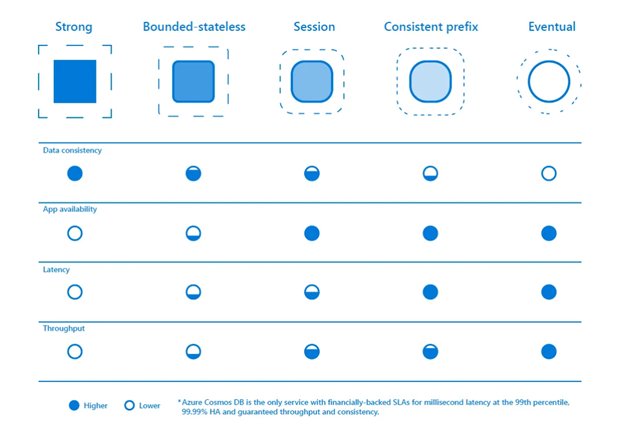 Strong Bounded-stateless Session Consistent prefix Eventual
Data consistency
App availability
Latency
Throughput
Higher Lower *Azure Cosmos DB is the only service with financially-backed SLAs for millisecond latency at the 99th percentile,
99.99% HA and guaranteed throughput and consistency.